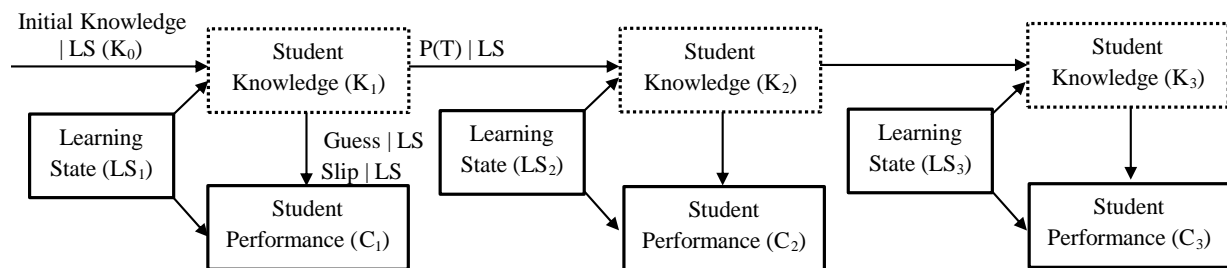 Initial Knowledge
| LS (K₀)
Student
Knowledge (K₁)
P(T) | LS
Student
Knowledge (K₂)
Student
Knowledge (K₃)
Learning
State (LS₁)
Guess | LS
Slip | LS
Learning
State (LS₂)
Learning
State (LS₃)
Student
Performance (C₁)
Student
Performance (C₂)
Student
Performance (C₃)